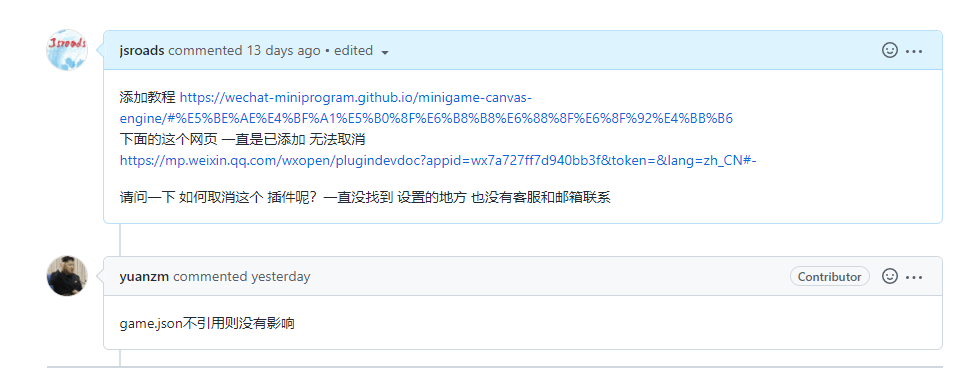 Jsroads
jsroads commented 13 days ago • edited
添加教程 https://wechat-miniprogram.github.io/minigame-canvas-
engine/#%E5%BE%AE%E4%BF%A1%E5%B0%8F%E6%B8%B8%E6%88%8F%E6%8F%92%E4%BB%B6
下面的这个网页 一直是已添加 无法取消
https://mp.weixin.qq.com/wxopen/plugindevdoc?appid=wx7a727ff7d940bb3f&token=&lang=zh_CN#-
请问一下 如何取消这个 插件呢？一直没找到 设置的地方 也没有客服和邮箱联系
yuanzm commented yesterday
Contributor
game.json不引用则没有影响